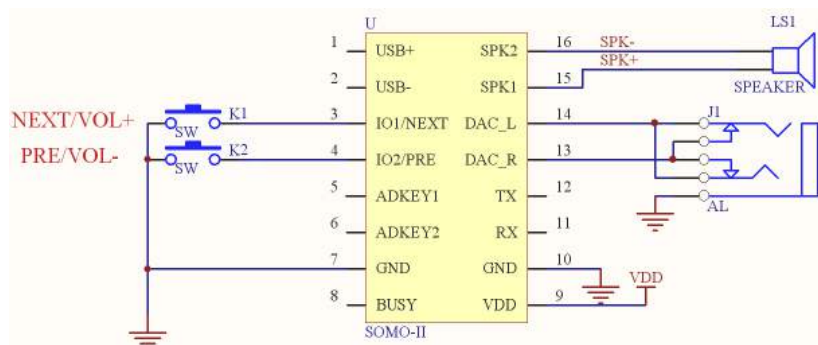 U
LS1
1 USB+ SPK2 16 SPK-
2 USB- SPK1 15 SPK+
SPEAKER
NEXT/VOL+ SW K1 3 IO1/NEXT DAC_L 14 J1
PRE/VOL- SW K2 4 IO2/PRE DAC_R 13
5 ADKEY1 TX 12 AL
6 ADKEY2 RX 11
7 GND GND 10 VDD
8 BUSY VDD 9
SOMO-II